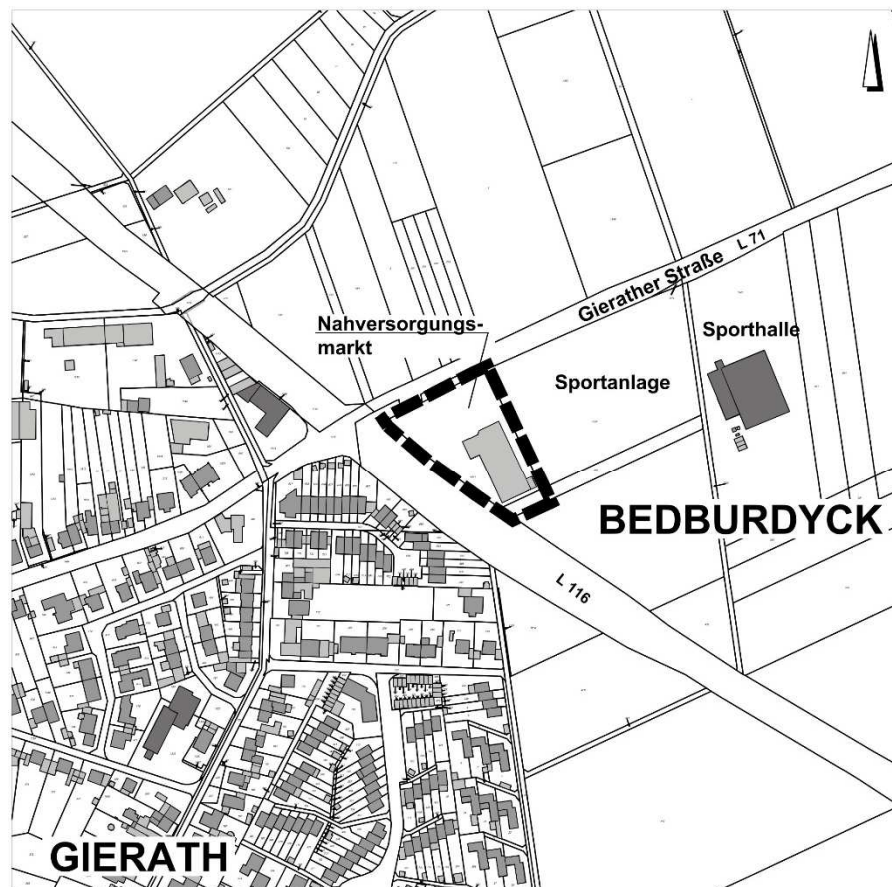 Gierather Straße L 71
Nahversorgungs-
markt
Sporthalle
Sportanlage
BEDBURDYCK
L 116
GIERATH